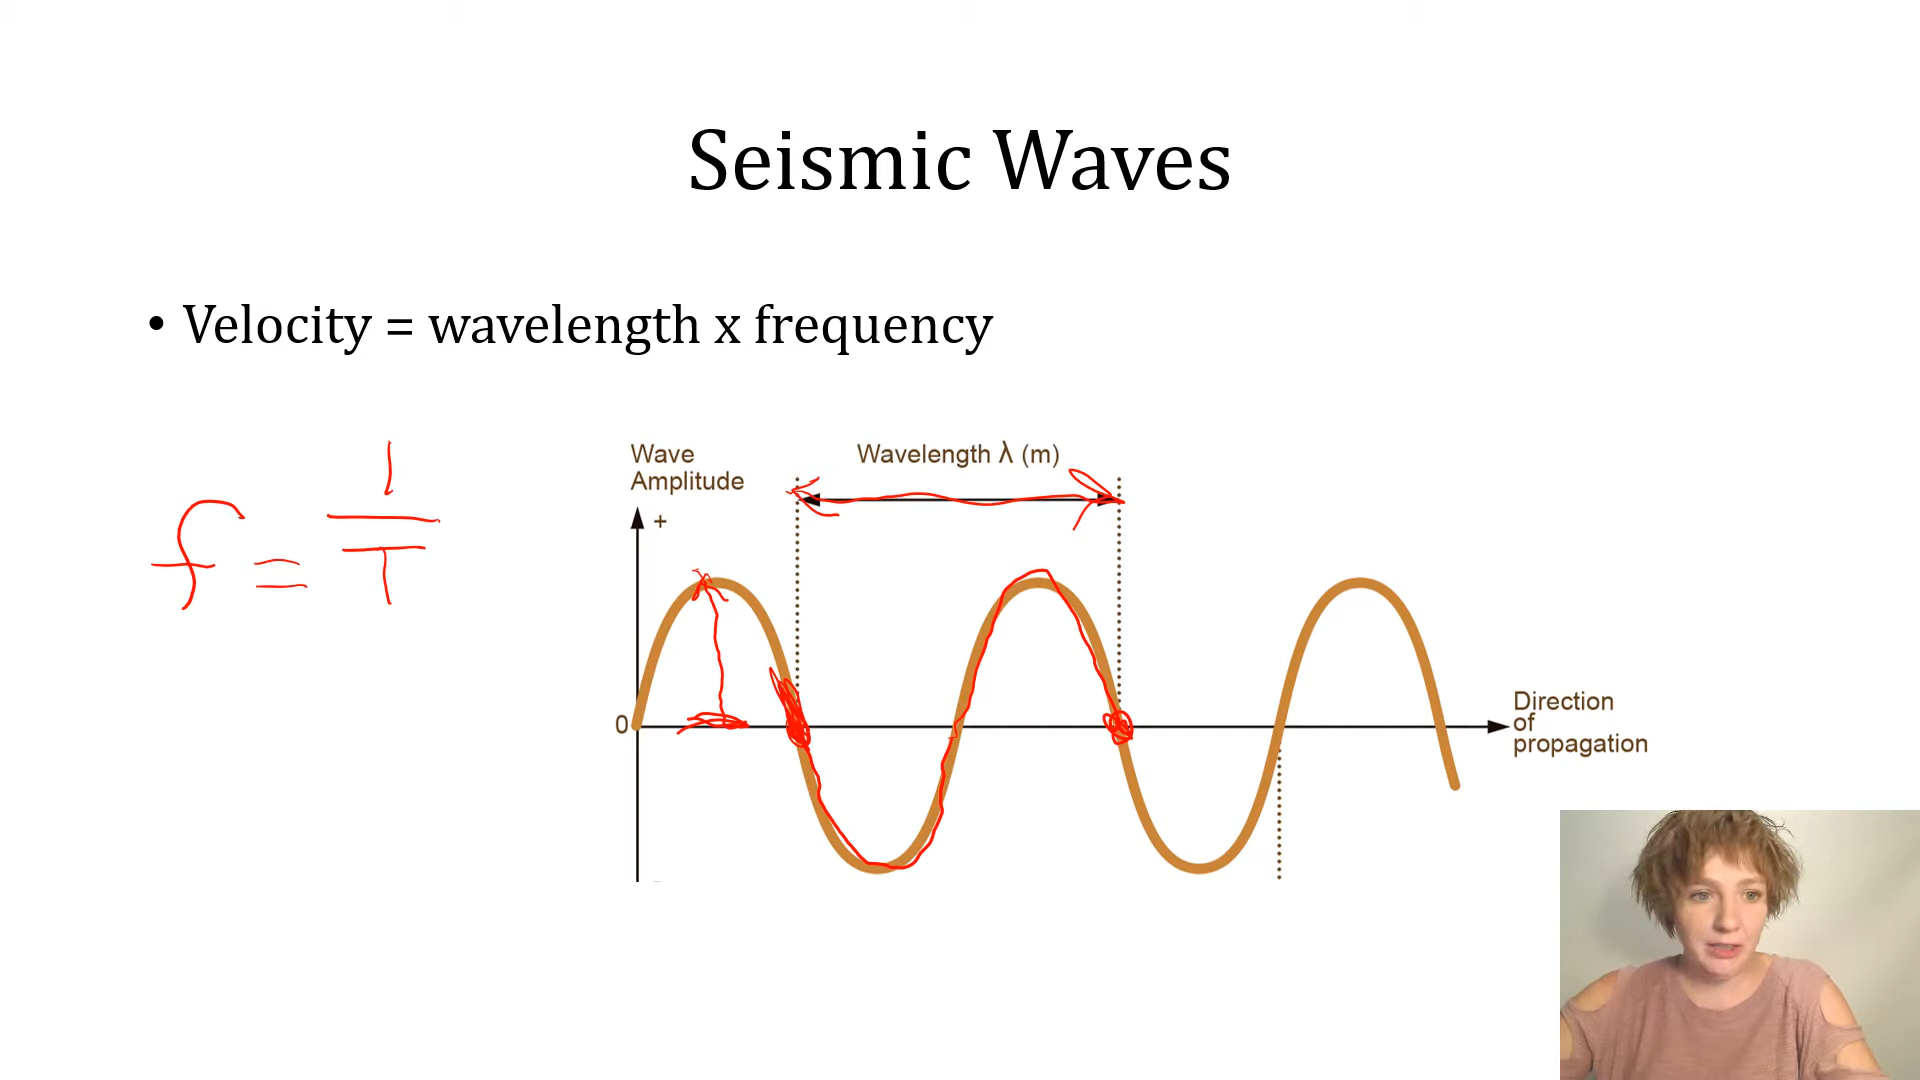 Seismic Waves
• Velocity = wavelength x frequency
f = 1/T
Wave
Amplitude
Wavelength λ (m)
+
0
Direction
of
propagation